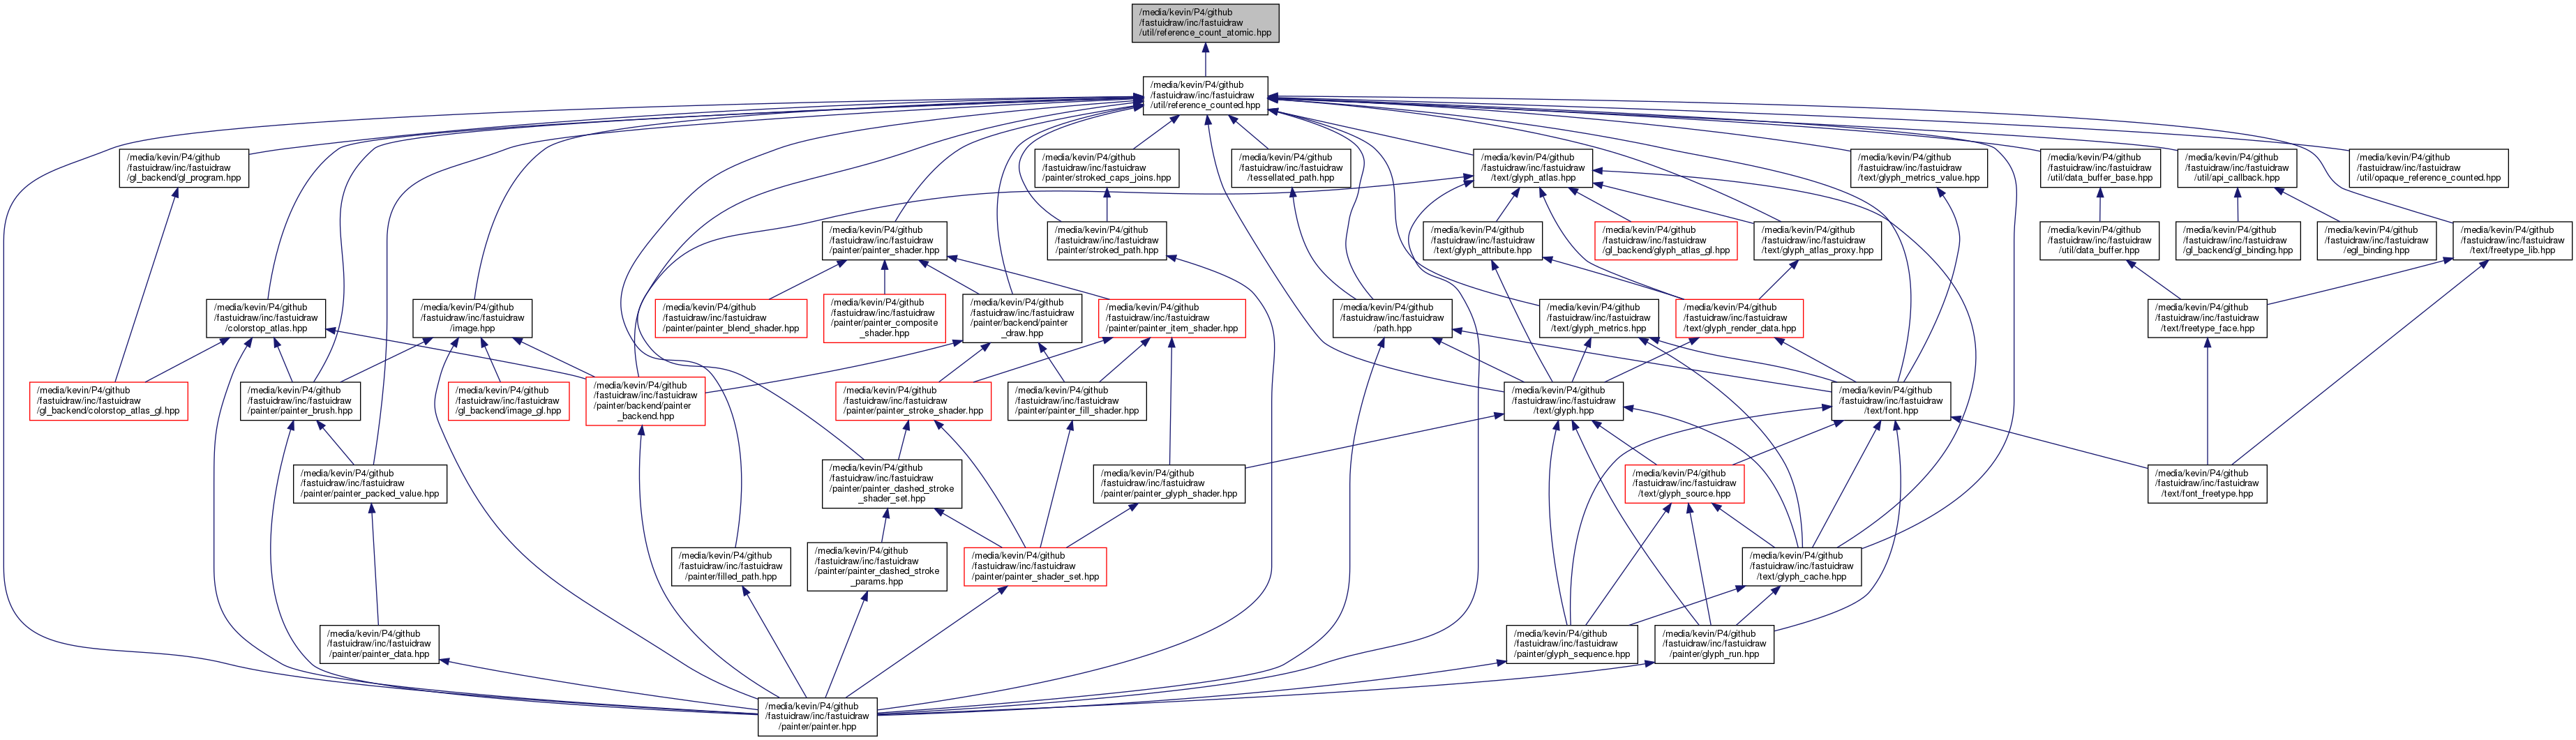 /media/kevin/P4/github
/fastuidraw/inc/fastuidraw
/util/reference_count_atomic.hpp
/media/kevin/P4/github
/fastuidraw/inc/fastuidraw
/util/reference_counted.hpp
/media/kevin/P4/github
/fastuidraw/inc/fastuidraw
/gl_backend/gl_program.hpp
/media/kevin/P4/github
/fastuidraw/inc/fastuidraw
/painter/stroked_caps_joins.hpp
/media/kevin/P4/github
/fastuidraw/inc/fastuidraw
/tessellated_path.hpp
/media/kevin/P4/github
/fastuidraw/inc/fastuidraw
/text/glyph_atlas.hpp
/media/kevin/P4/github
/fastuidraw/inc/fastuidraw
/text/glyph_metrics_value.hpp
/media/kevin/P4/github
/fastuidraw/inc/fastuidraw
/util/data_buffer_base.hpp
/media/kevin/P4/github
/fastuidraw/inc/fastuidraw
/util/api_callback.hpp
/media/kevin/P4/github
/fastuidraw/inc/fastuidraw
/util/opaque_reference_counted.hpp
/media/kevin/P4/github
/fastuidraw/inc/fastuidraw
/painter/painter_shader.hpp
/media/kevin/P4/github
/fastuidraw/inc/fastuidraw
/painter/stroked_path.hpp
/media/kevin/P4/github
/fastuidraw/inc/fastuidraw
/text/glyph_attribute.hpp
/media/kevin/P4/github
/fastuidraw/inc/fastuidraw
/gl_backend/glyph_atlas_gl.hpp
/media/kevin/P4/github
/fastuidraw/inc/fastuidraw
/text/glyph_atlas_proxy.hpp
/media/kevin/P4/github
/fastuidraw/inc/fastuidraw
/util/data_buffer.hpp
/media/kevin/P4/github
/fastuidraw/inc/fastuidraw
/gl_backend/gl_binding.hpp
/media/kevin/P4/github
/fastuidraw/inc/fastuidraw
/egl_binding.hpp
/media/kevin/P4/github
/fastuidraw/inc/fastuidraw
/text/freetype_lib.hpp
/media/kevin/P4/github
/fastuidraw/inc/fastuidraw
/colorstop_atlas.hpp
/media/kevin/P4/github
/fastuidraw/inc/fastuidraw
/image.hpp
/media/kevin/P4/github
/fastuidraw/inc/fastuidraw
/painter/painter_blend_shader.hpp
/media/kevin/P4/github
/fastuidraw/inc/fastuidraw
/painter/painter_composite
_shader.hpp
/media/kevin/P4/github
/fastuidraw/inc/fastuidraw
/painter/backend/painter
_draw.hpp
/media/kevin/P4/github
/fastuidraw/inc/fastuidraw
/painter/painter_item_shader.hpp
/media/kevin/P4/github
/fastuidraw/inc/fastuidraw
/path.hpp
/media/kevin/P4/github
/fastuidraw/inc/fastuidraw
/text/glyph_metrics.hpp
/media/kevin/P4/github
/fastuidraw/inc/fastuidraw
/text/glyph_render_data.hpp
/media/kevin/P4/github
/fastuidraw/inc/fastuidraw
/text/freetype_face.hpp
/media/kevin/P4/github
/fastuidraw/inc/fastuidraw
/gl_backend/colorstop_atlas_gl.hpp
/media/kevin/P4/github
/fastuidraw/inc/fastuidraw
/painter/painter_brush.hpp
/media/kevin/P4/github
/fastuidraw/inc/fastuidraw
/gl_backend/image_gl.hpp
/media/kevin/P4/github
/fastuidraw/inc/fastuidraw
/painter/backend/painter
_backend.hpp
/media/kevin/P4/github
/fastuidraw/inc/fastuidraw
/painter/painter_stroke_shader.hpp
/media/kevin/P4/github
/fastuidraw/inc/fastuidraw
/painter/painter_fill_shader.hpp
/media/kevin/P4/github
/fastuidraw/inc/fastuidraw
/text/glyph.hpp
/media/kevin/P4/github
/fastuidraw/inc/fastuidraw
/text/font.hpp
/media/kevin/P4/github
/fastuidraw/inc/fastuidraw
/painter/painter_packed_value.hpp
/media/kevin/P4/github
/fastuidraw/inc/fastuidraw
/painter/painter_dashed_stroke
_shader_set.hpp
/media/kevin/P4/github
/fastuidraw/inc/fastuidraw
/painter/painter_glyph_shader.hpp
/media/kevin/P4/github
/fastuidraw/inc/fastuidraw
/text/glyph_source.hpp
/media/kevin/P4/github
/fastuidraw/inc/fastuidraw
/text/font_freetype.hpp
/media/kevin/P4/github
/fastuidraw/inc/fastuidraw
/painter/filled_path.hpp
/media/kevin/P4/github
/fastuidraw/inc/fastuidraw
/painter/painter_dashed_stroke
_params.hpp
/media/kevin/P4/github
/fastuidraw/inc/fastuidraw
/painter/painter_shader_set.hpp
/media/kevin/P4/github
/fastuidraw/inc/fastuidraw
/text/glyph_cache.hpp
/media/kevin/P4/github
/fastuidraw/inc/fastuidraw
/painter/painter_data.hpp
/media/kevin/P4/github
/fastuidraw/inc/fastuidraw
/painter/glyph_sequence.hpp
/media/kevin/P4/github
/fastuidraw/inc/fastuidraw
/painter/glyph_run.hpp
/media/kevin/P4/github
/fastuidraw/inc/fastuidraw
/painter/painter.hpp